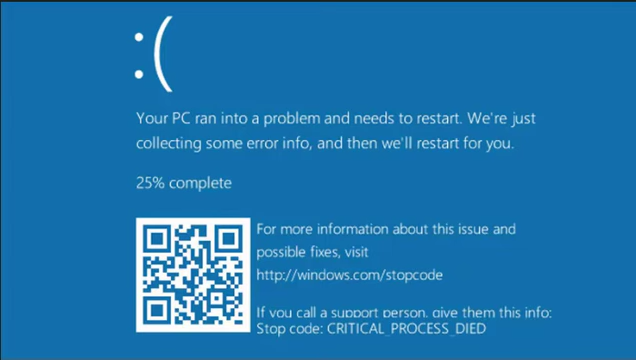 :(
Your PC ran into a problem and needs to restart. We're just
collecting some error info, and then we'll restart for you.
25% complete
For more information about this issue and
possible fixes, visit
http://windows.com/stopcode
If you call a support person, give them this info:
Stop code: CRITICAL_PROCESS_DIED